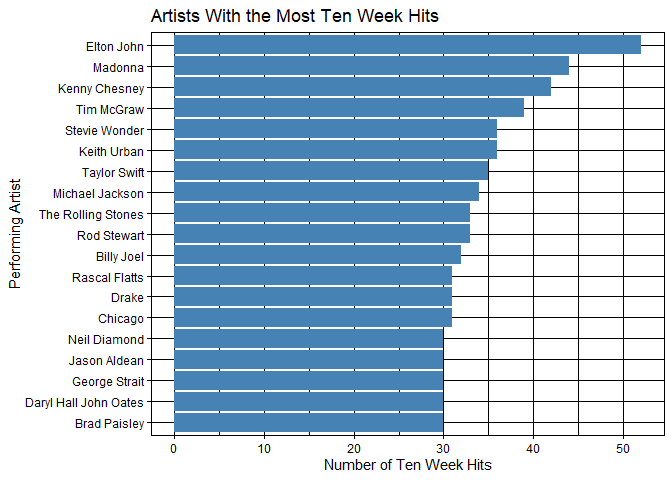 Artists With the Most Ten Week Hits
Performing Artist
Elton John
Madonna
Kenny Chesney
Tim McGraw
Stevie Wonder
Keith Urban
Taylor Swift
Michael Jackson
The Rolling Stones
Rod Stewart
Billy Joel
Rascal Flatts
Drake
Chicago
Neil Diamond
Jason Aldean
George Strait
Daryl Hall John Oates
Brad Paisley
0 10 20 30 40 50
Number of Ten Week Hits